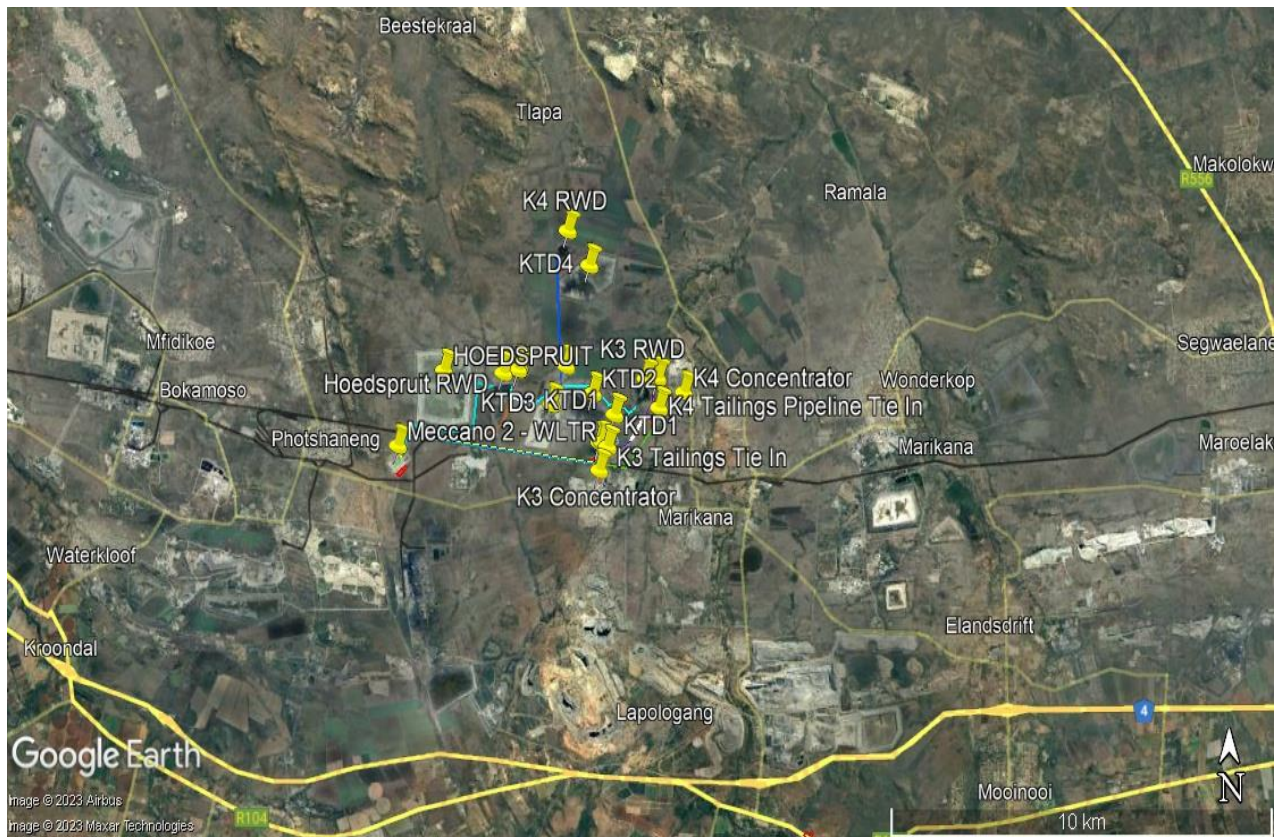 Beestekraal
Tlapa
Makolokw
R556
Ramala
K4 RWD
KTD4
Mfidikoe
Segwaelane
HOEDSPRUIT
K3 RWD
Hoedspruit RWD
KTD2
K4 Concentrator
Wonderkop
Bokamoso
KTD3
KTD1
K4 Tailings Pipeline Tie In
KTD1
Photshaneng
Meccano 2 - WLTR
Marikana
Maroelak
K3 Tailings Tie In
K3 Concentrator
Marikana
Waterkloof
Elandsdrift
Kroondal
Lapologang
4
Google Earth
N
Mooinooi
Image © 2023 Airbus
Image © 2023 Maxar Technologies
R104
10 km